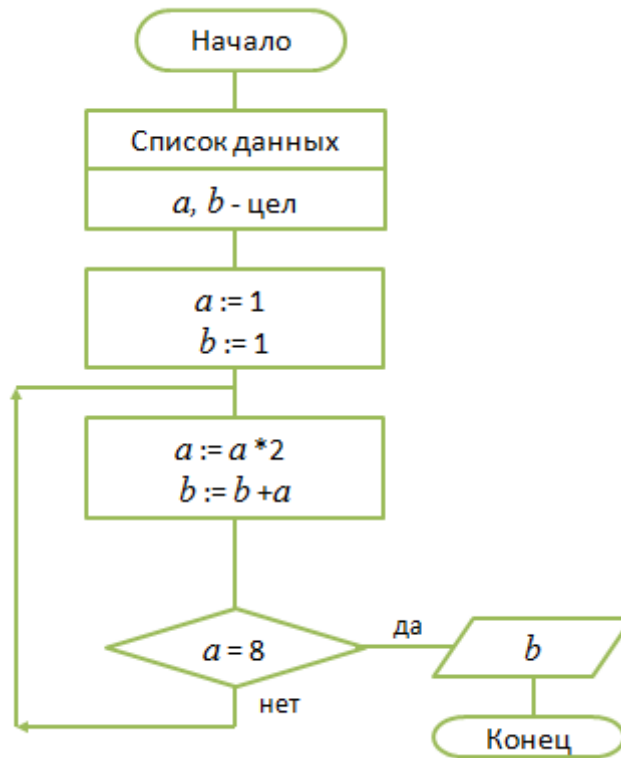 Начало
Список данных
a, b - цел
a := 1
b := 1
a := a *2
b := b +a
a = 8
да
b
нет
Конец